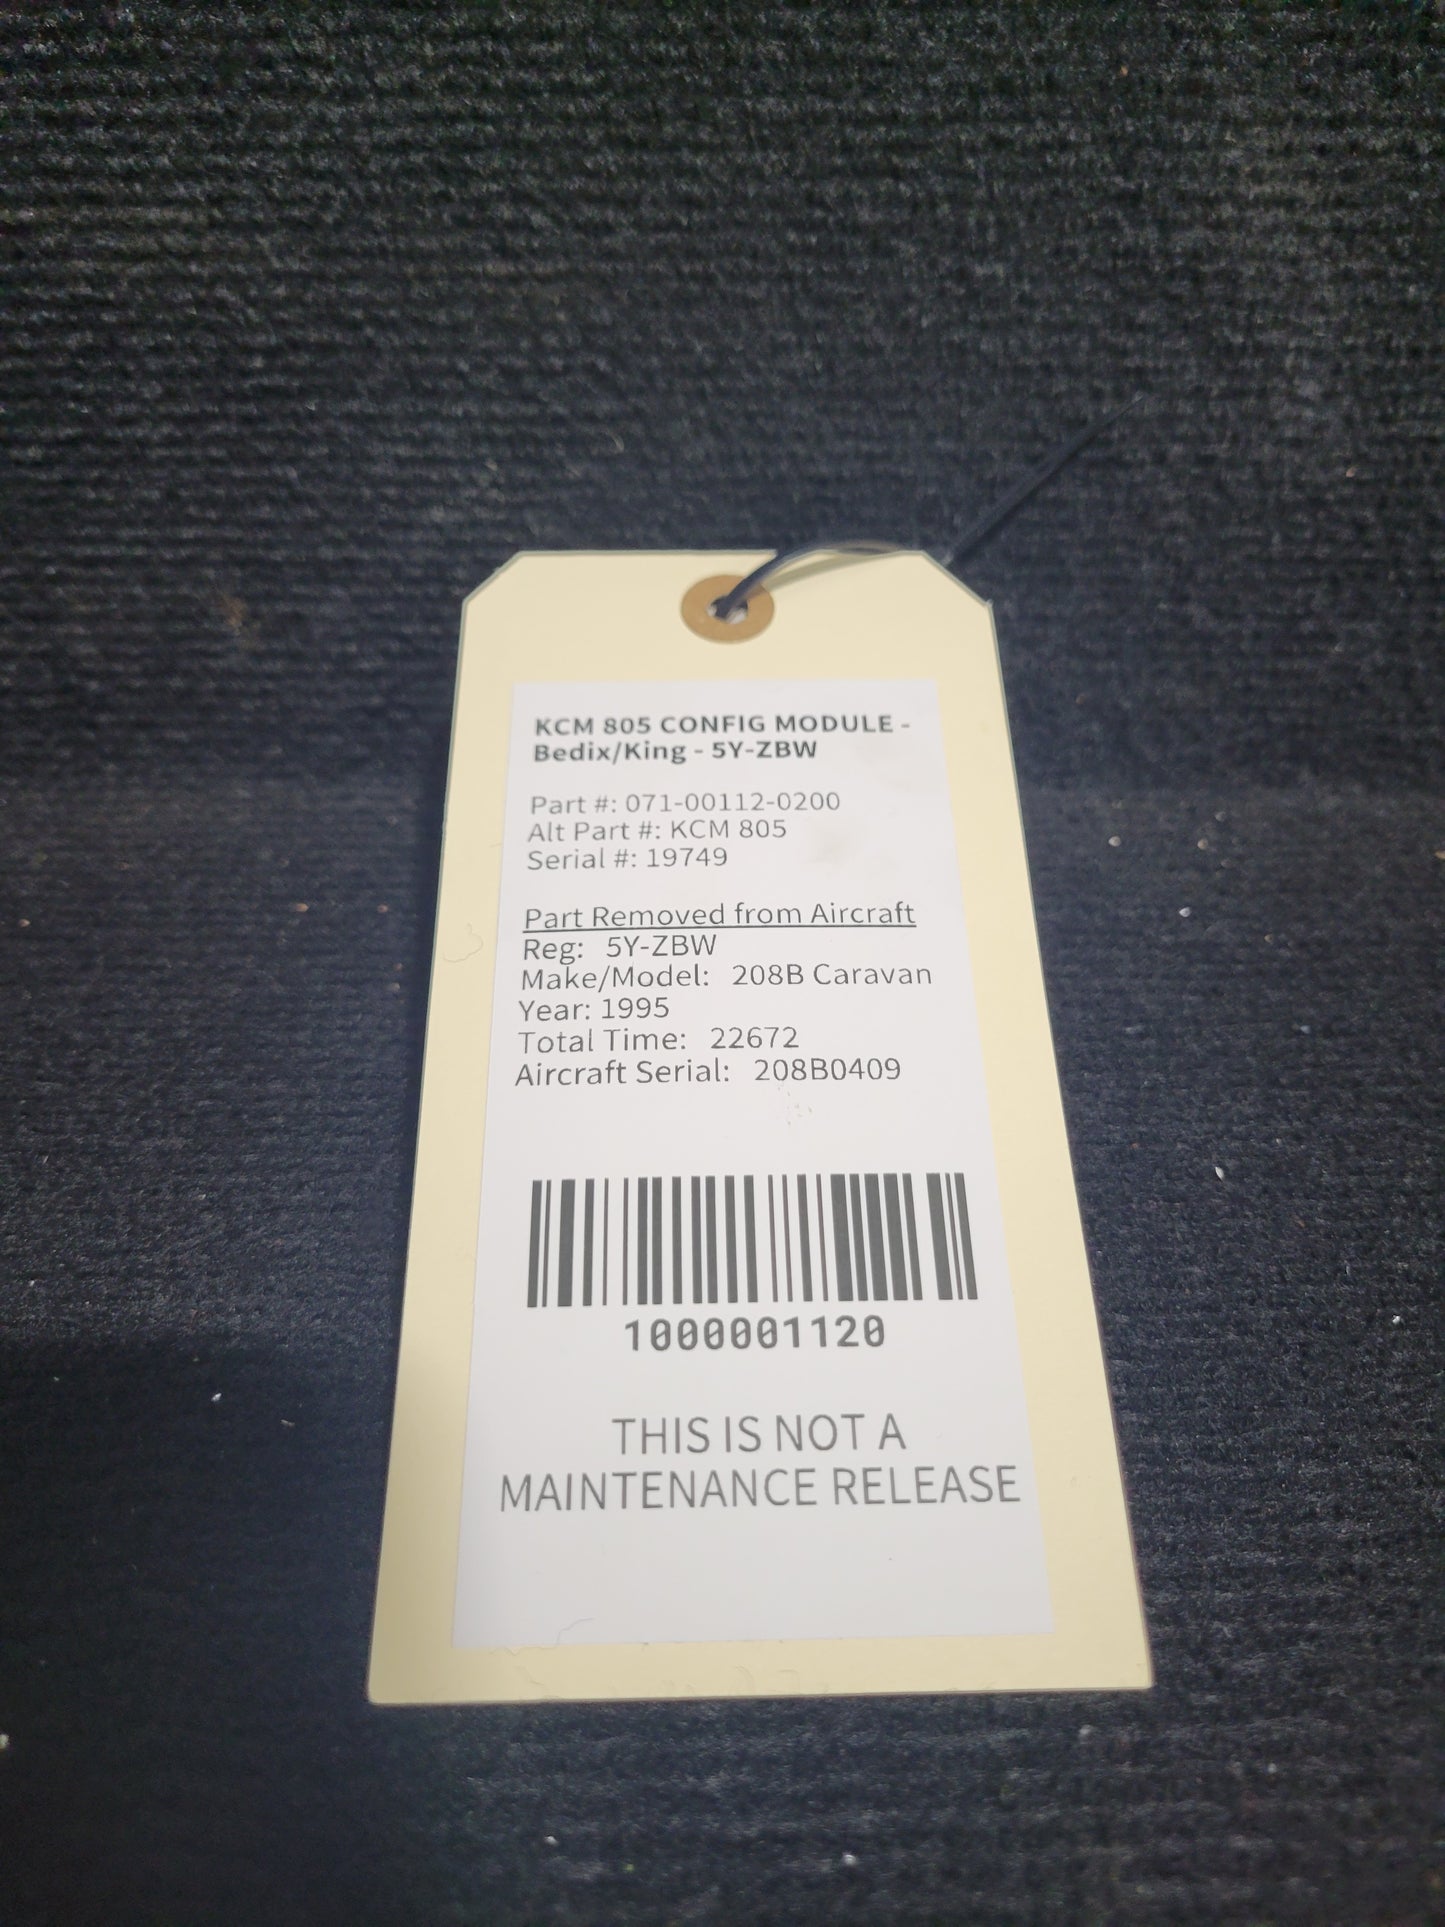 KCM 805 CONFIG MODULE -
Bedix/King - 5Y-ZBW
Part #: 071-00112-0200
Alt Part #: KCM 805
Serial #: 19749
Part Removed from Aircraft
Reg: 5Y-ZBW
Make/Model: 208B Caravan
Year: 1995
Total Time: 22672
Aircraft Serial: 208B0409
1000001120
THIS IS NOT A
MAINTENANCE RELEASE